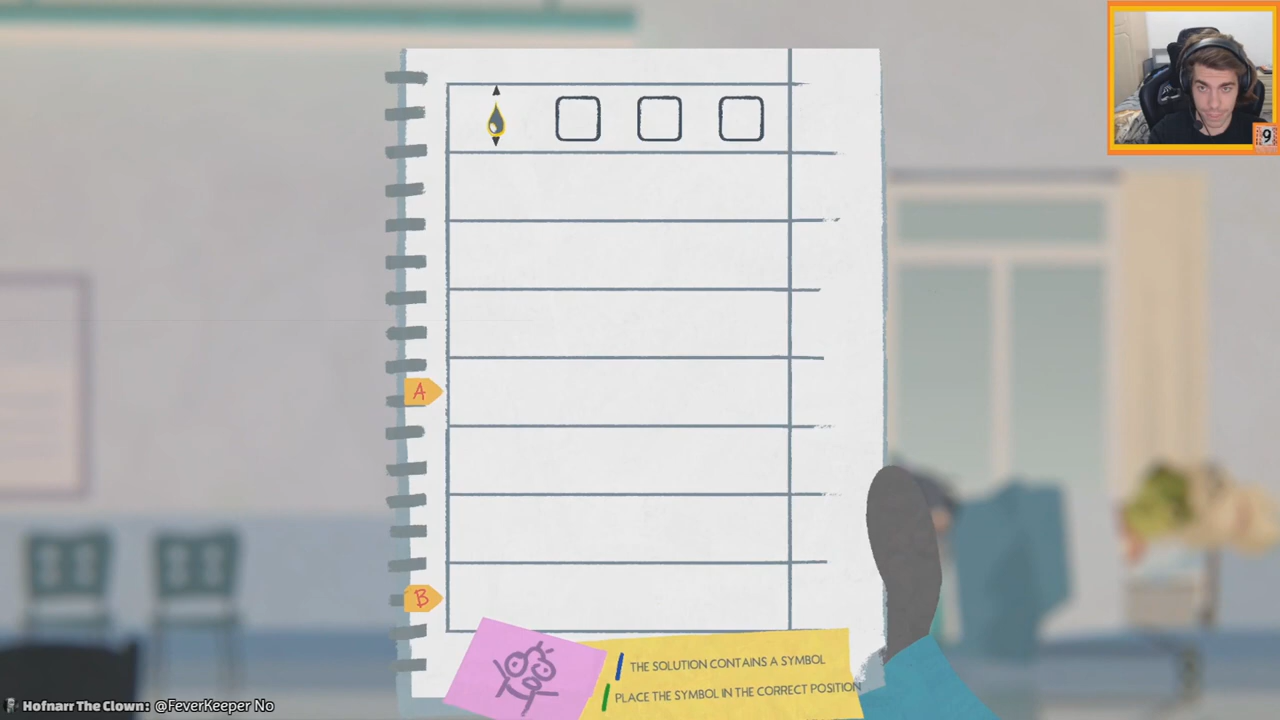 9
A
B
THE SOLUTION CONTAINS A SYMBOL
PLACE THE SYMBOL IN THE CORRECT POSITION
Hofnarr The Clown: @FeverKeeper No